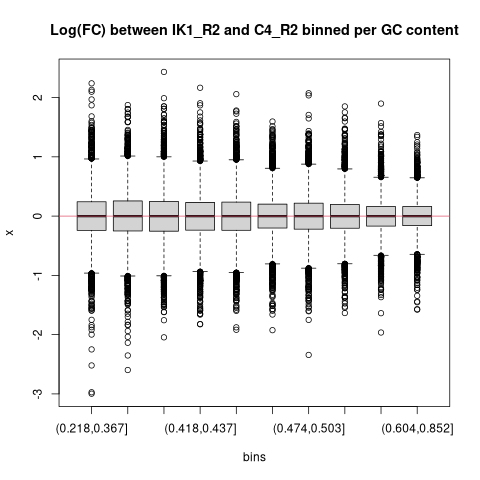 Log(FC) between IK1_R2 and C4_R2 binned per GC content
2
1
0
-1
-2
-3
x
(0.218,0.367] (0.418,0.437] (0.474,0.503] (0.604,0.852]
bins